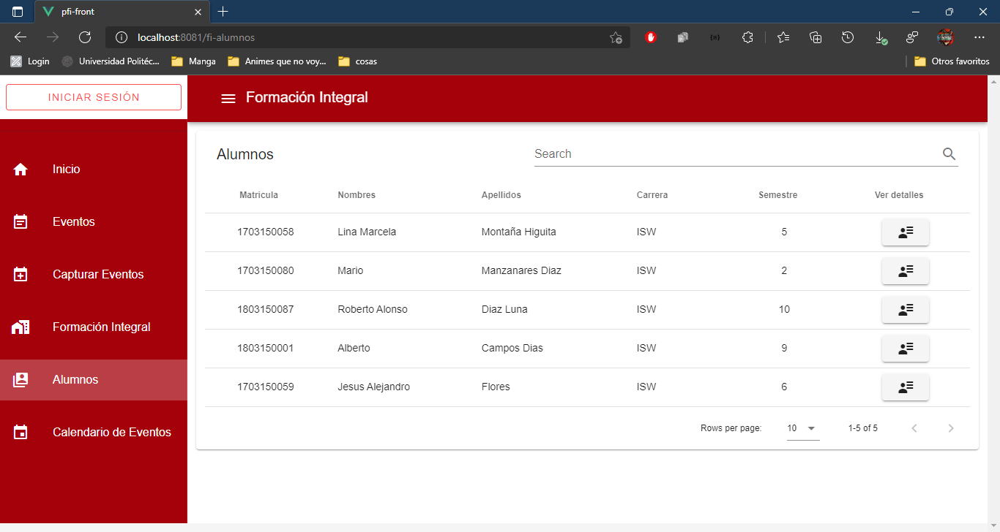 pfi-front
localhost:8081/fi-alumnos
Login Universidad Politéc... Manga Animes que no voy... cosas Otros favoritos
INICIAR SESIÓN
Formación Integral
Inicio
Eventos
Capturar Eventos
Formación Integral
Alumnos
Calendario de Eventos
Alumnos
Search
Matricula Nombres Apellidos Carrera Semestre Ver detalles
1703150058 Lina Marcela Montaña Higuita ISW 5
1703150080 Mario Manzanares Diaz ISW 2
1803150087 Roberto Alonso Diaz Luna ISW 10
1803150001 Alberto Campos Dias ISW 9
1703150059 Jesus Alejandro Flores ISW 6
Rows per page: 10 1-5 of 5